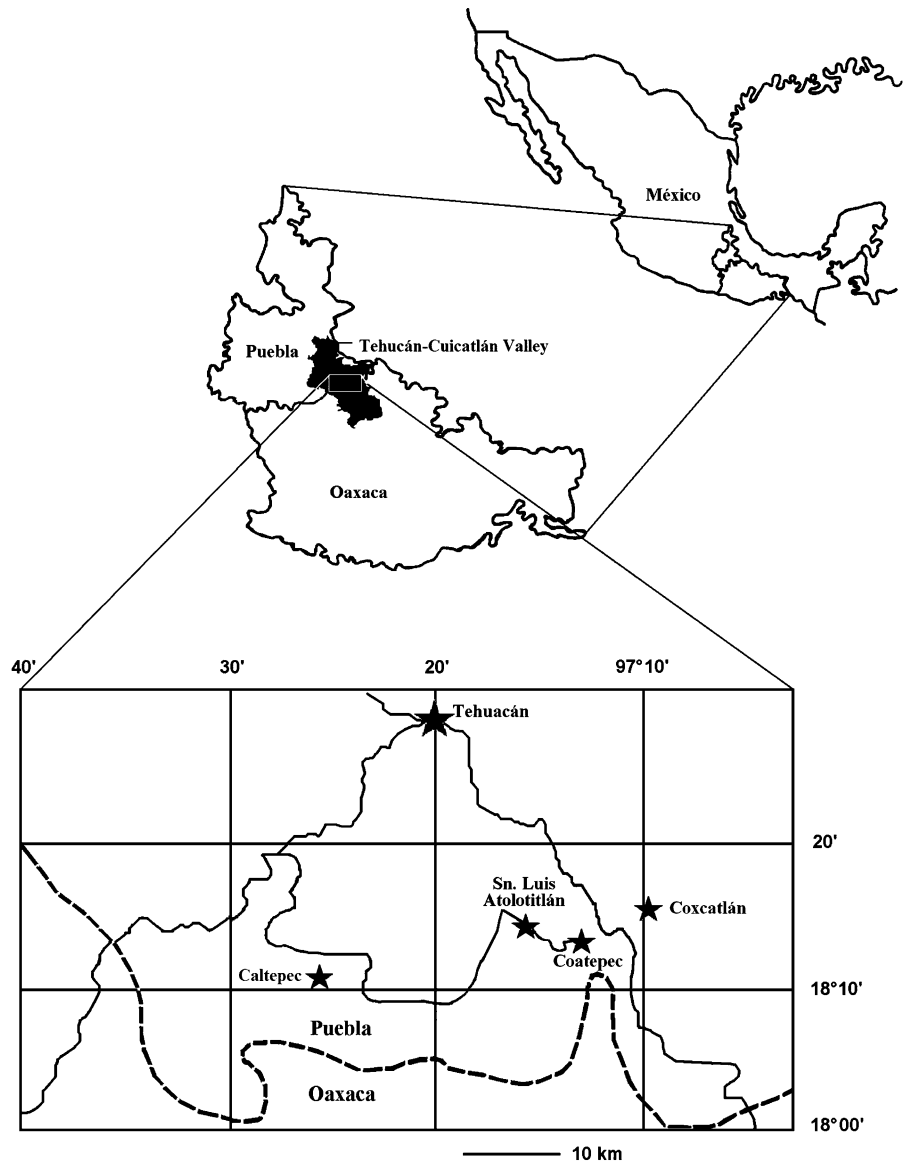 México
Tehucán-Cuicatlán Valley
Puebla
Oaxaca
40'
30'
20'
97°10'
Tehuacán
20'
Sn. Luis
Atolotitlán
Coxcatlán
Coatepec
Caltepec
18°10'
Puebla
Oaxaca
18°00'
10 km